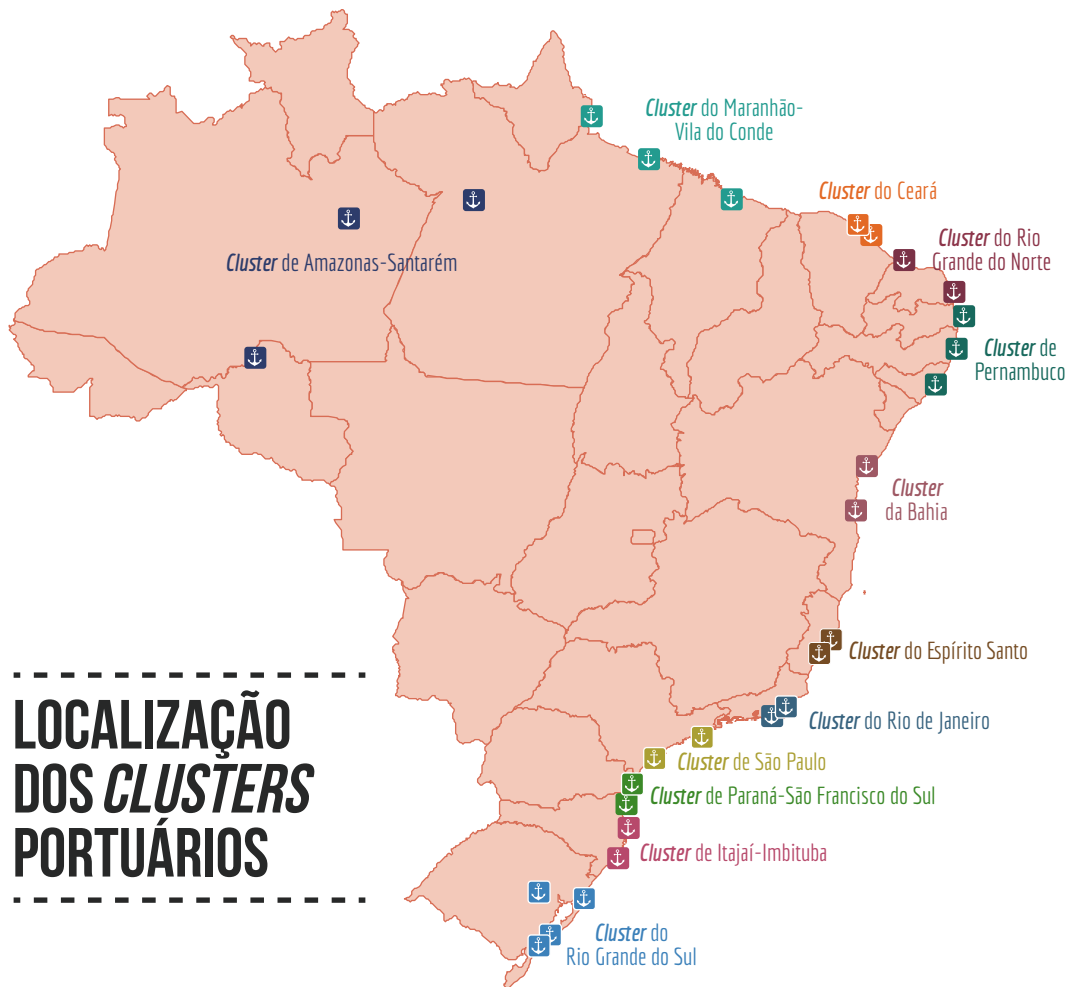 Cluster do Maranhão-
Vila do Conde
Cluster do Ceará
Cluster do Rio
Grande do Norte
Cluster de Amazonas-Santarém
Cluster de
Pernambuco
Cluster
da Bahia
Cluster do Espírito Santo
Cluster do Rio de Janeiro
Cluster de São Paulo
Cluster de Paraná-São Francisco do Sul
Cluster de Itajaí-Imbituba
Cluster do
Rio Grande do Sul
LOCALIZAÇÃO
DOS CLUSTERS
PORTUÁRIOS